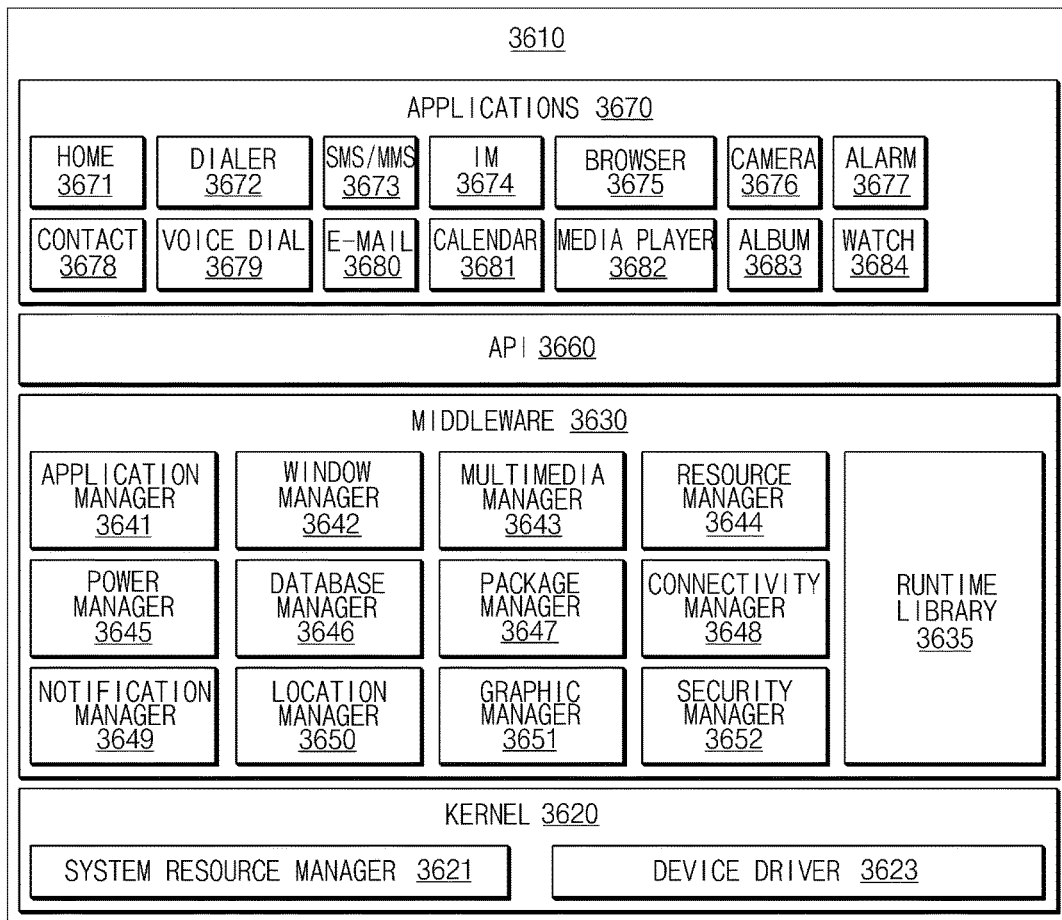 3610
APPLICATIONS 3670
HOME
3671
DIALER
3672
SMS/MMS
3673
IM
3674
BROWSER
3675
CAMERA
3676
ALARM
3677
CONTACT
3678
VOICE DIAL
3679
E-MAIL
3680
CALENDAR
3681
MEDIA PLAYER
3682
ALBUM
3683
WATCH
3684
API 3660
MIDDLEWARE 3630
APPLICATION
MANAGER
3641
WINDOW
MANAGER
3642
MULTIMEDIA
MANAGER
3643
RESOURCE
MANAGER
3644
POWER
MANAGER
3645
DATABASE
MANAGER
3646
PACKAGE
MANAGER
3647
CONNECTIVITY
MANAGER
3648
NOTIFICATION
MANAGER
3649
LOCATION
MANAGER
3650
GRAPHIC
MANAGER
3651
SECURITY
MANAGER
3652
RUNTIME
LIBRARY
3635
KERNEL 3620
SYSTEM RESOURCE MANAGER 3621
DEVICE DRIVER 3623